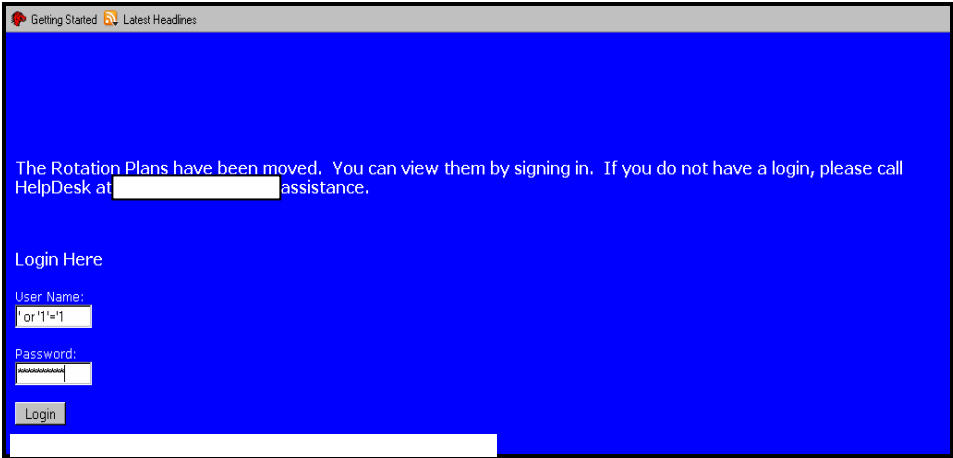 Getting Started Latest Headlines
The Rotation Plans have been moved. You can view them by signing in. If you do not have a login, please call
HelpDesk at assistance.
Login Here
User Name:
' or '1'='1
Password:
**********
Login